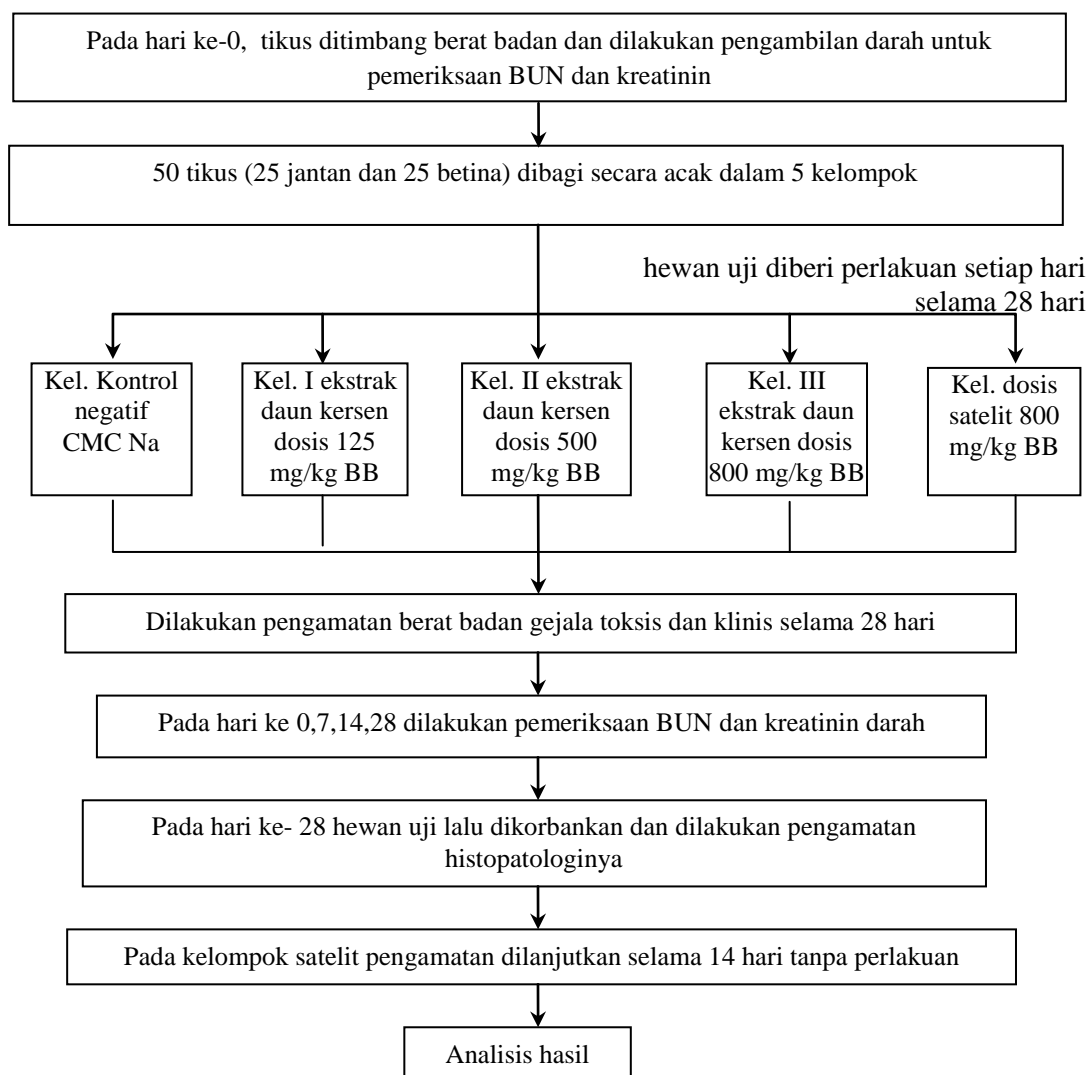 Pada hari ke-0, tikus ditimbang berat badan dan dilakukan pengambilan darah untuk
pemeriksaan BUN dan kreatinin
50 tikus (25 jantan dan 25 betina) dibagi secara acak dalam 5 kelompok
hewan uji diberi perlakuan setiap hari
selama 28 hari
Kel. Kontrol
negatif
CMC Na
Kel. I ekstrak
daun kersen
dosis 125
mg/kg BB
Kel. II ekstrak
daun kersen
dosis 500
mg/kg BB
Kel. III
ekstrak daun
kersen dosis
800 mg/kg BB
Kel. dosis
satelit 800
mg/kg BB
Dilakukan pengamatan berat badan gejala toksis dan klinis selama 28 hari
Pada hari ke 0,7,14,28 dilakukan pemeriksaan BUN dan kreatinin darah
Pada hari ke- 28 hewan uji lalu dikorbankan dan dilakukan pengamatan
histopatologinya
Pada kelompok satelit pengamatan dilanjutkan selama 14 hari tanpa perlakuan
Analisis hasil